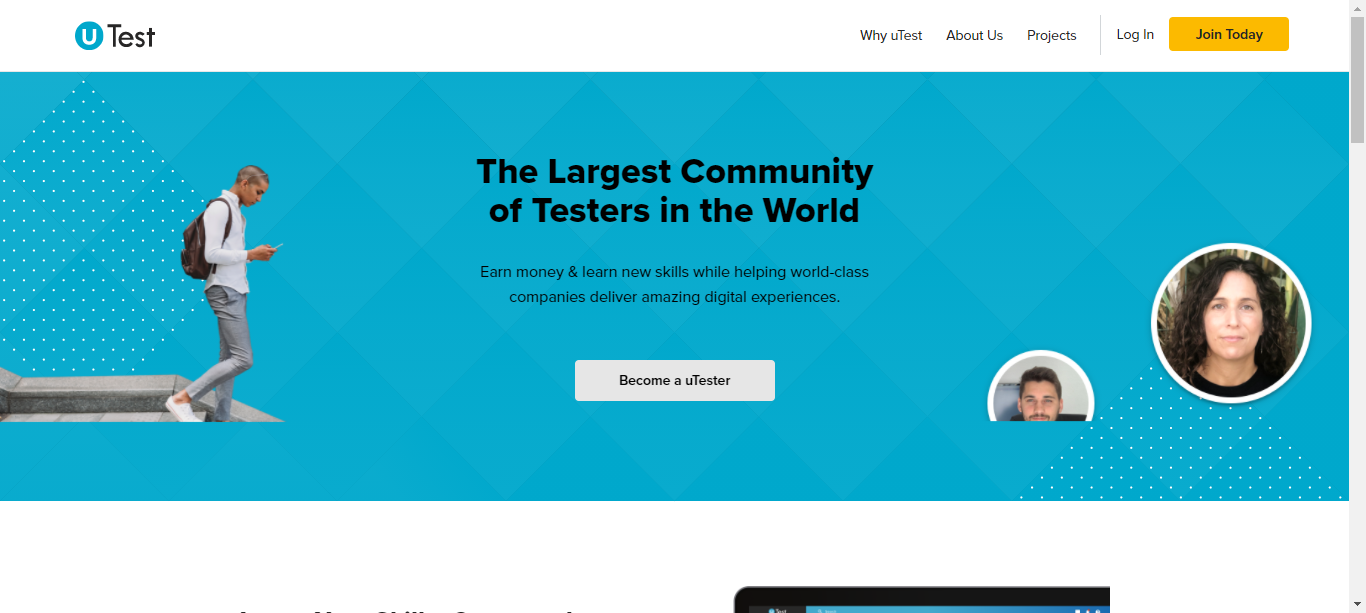 uTest
Why uTest
About Us
Projects
Log In
Join Today
The Largest Community
of Testers in the World
Earn money & learn new skills while helping world-class
companies deliver amazing digital experiences.
Become a uTester